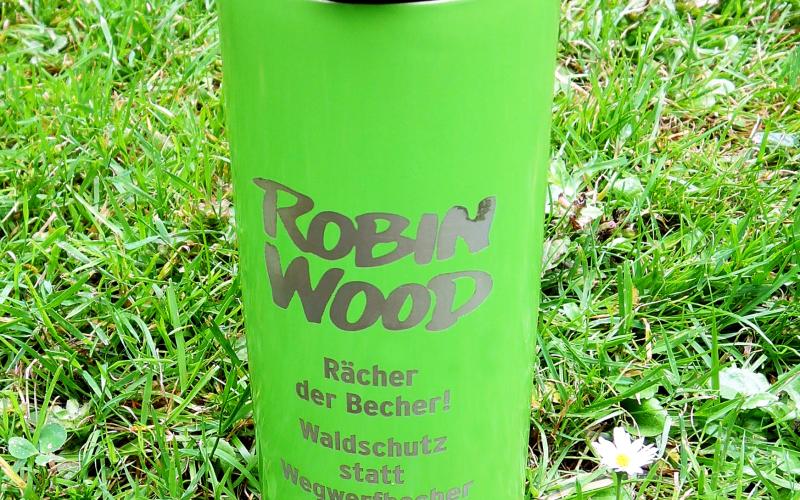 ROBIN
WOOD
Rächer
der Becher!
Waldschutz
statt
Wegwerfbecher